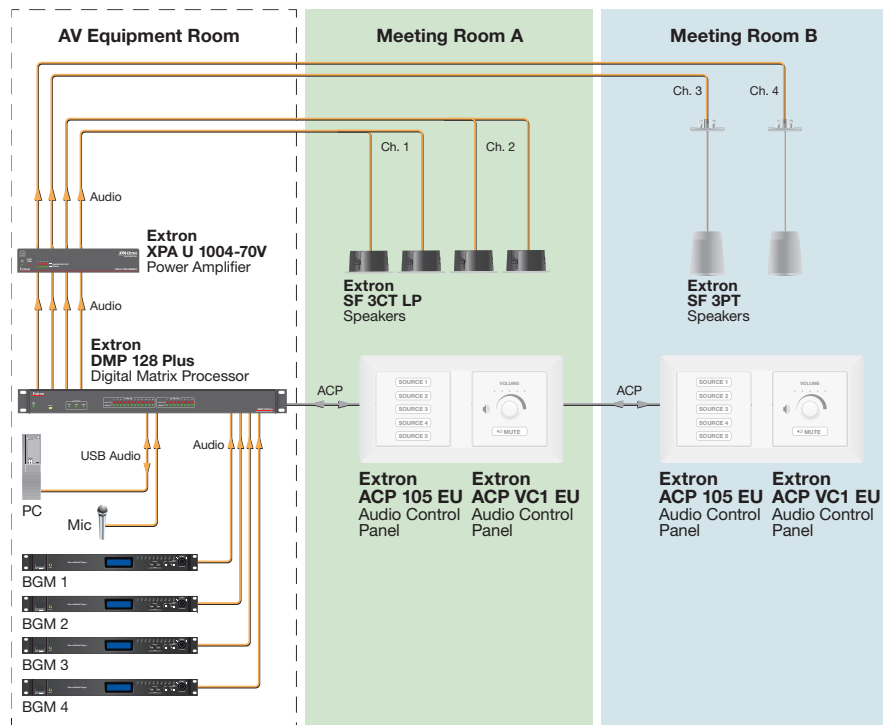 AV Equipment Room
Meeting Room A
Meeting Room B
Ch. 3
Ch. 4
Ch. 1
Ch. 2
Audio
Extron
XPA U 1004-70V
Power Amplifier
Extron
SF 3CT LP
Speakers
Extron
SF 3PT
Speakers
Audio
Extron
DMP 128 Plus
Digital Matrix Processor
Extron
ACP
SOURCE 1
SOURCE 2
SOURCE 3
SOURCE 4
SOURCE 5
VOLUME
MUTE
ACP
SOURCE 1
SOURCE 2
SOURCE 3
SOURCE 4
SOURCE 5
VOLUME
MUTE
USB Audio
Audio
PC
Mic
Extron
ACP 105 EU
Audio Control
Panel
Extron
ACP VC1 EU
Audio Control
Panel
Extron
ACP 105 EU
Audio Control
Panel
Extron
ACP VC1 EU
Audio Control
Panel
BGM 1
BGM 2
BGM 3
BGM 4